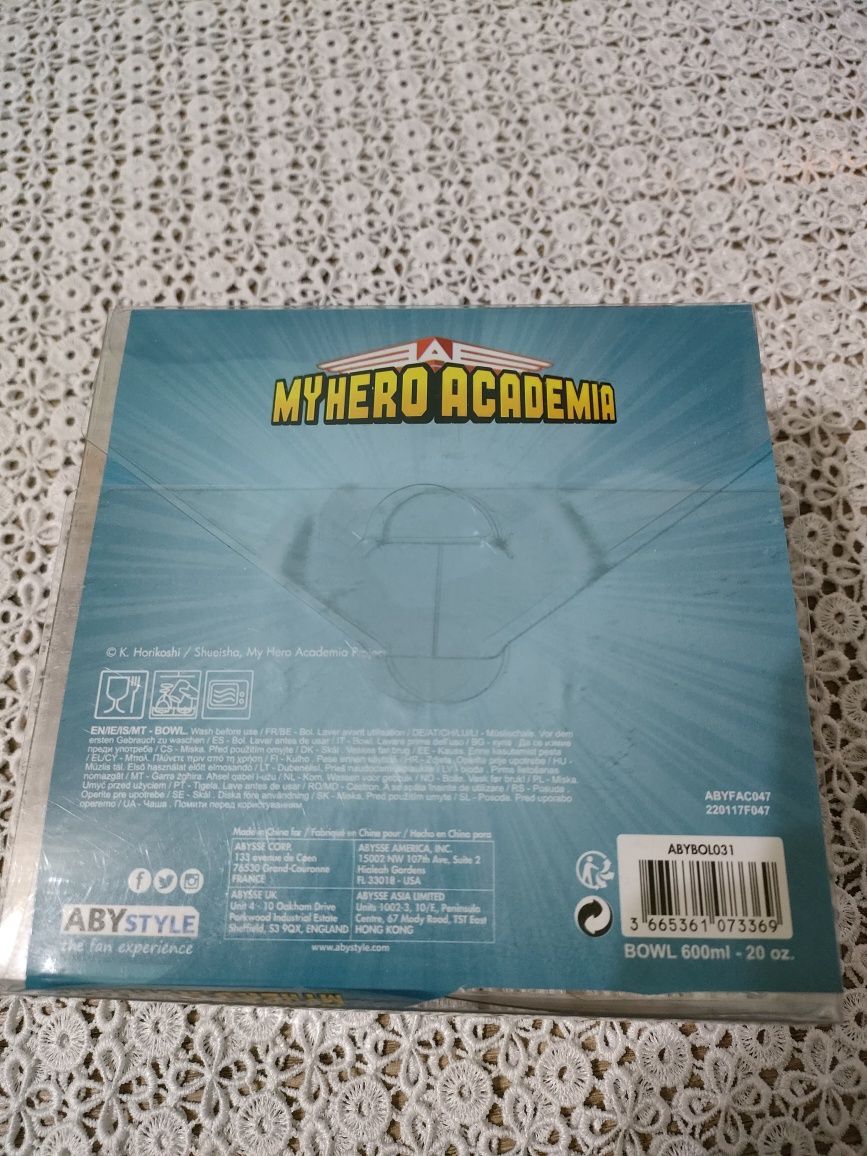 MY HERO ACADEMIA
© K. Horikoshi / Shueisha, My Hero Academia Project
EN/IE/IS/MT - BOWL. Wash before use / FR/BE - Bol. Laver avant utilisation / DE/AT/CH/LU/LI - Müslischale. Vor dem
ersten Gebrauch zu waschen / ES - Bol. Laver antes de usar / IT - Bowl. Lavare prima dell'uso / BG - купа . Да се измие
преди употреба / CS - Miska. Před použitím omyjte / DK - Skål . Vaskes før brug / EE - Kauss. Enne kasutamist pesta
/ EL/CY - Μπολ. Πλύνετε πριν από τη χρήση / FI - Kulho . Pese ennen käyttöä / HR - Zdjela. Operite prije upotrebe / HU -
Müzlis tál. Első használat előtt elmosandó / LT - Dubenėlis. Prieš naudojimą išplaukite / LV - Bļoda . Pirms lietošanas
nomazgāt / MT - Garra żgħira. Aħsel qabel l-użu / NL - Kom. Wassen voor gebruik / NO - Bolle. Vask før bruk / PL - Miska.
Umyć przed użyciem / PT - Tigela. Lave antes de usar / RO/MD - Castron. A se spăla înainte de utilizare / RS - Posuda .
Operite pre upotrebe / SE - Skål . Diska före användning / SK - Miska. Pred použitím umyte / SL - Posoda. Pred uporabo
operemo / UA - Чаша . Помити перед користуванням
ABYFAC047
220117F047
Made in China for / Fabriqué en Chine pour / Hecho en China para
ABYSSE CORP.
133 avenue de Caen
76530 Grand-Couronne
FRANCE
ABYSSE AMERICA, INC.
15002 NW 107th Ave, Suite 2
Hialeah Gardens
FL 33018 - USA
ABYSSE UK
Unit 4 - 10 Oakham Drive
Parkwood Industrial Estate
Sheffield, S3 9QX, ENGLAND
ABYSSE ASIA LIMITED
Units 1002-3, 10/F., Peninsula
Centre, 67 Mody Road, TST East
HONG KONG
www.abystyle.com
ABYSTYLE
the fan experience
ABYBOL031
3 665361 073369
BOWL 600ml - 20 oz.